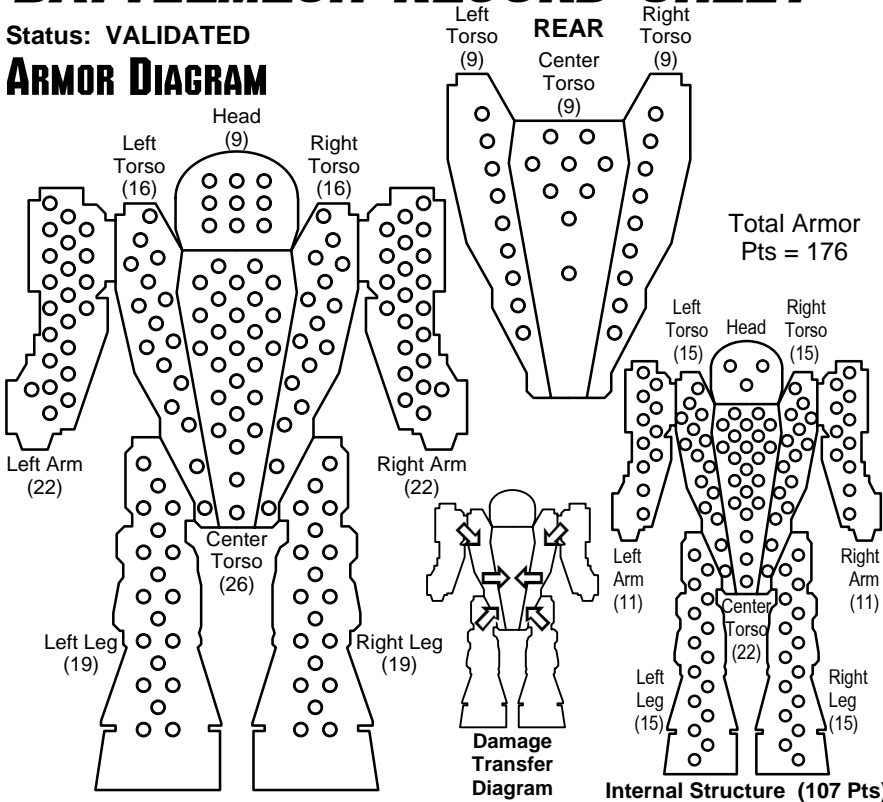 BATTLEMECH RECORD SHEET
Status: VALIDATED
ARMOR DIAGRAM
Head
(9)
Left
Torso
(16)
Right
Torso
(16)
Left Arm
(22)
Right Arm
(22)
Center
Torso
(26)
Left Leg
(19)
Right Leg
(19)
Left
Torso
(9)
REAR
Center
Torso
(9)
Right
Torso
(9)
Total Armor
Pts = 176
Left
Torso
(15)
Head
Right
Torso
(15)
Left
Arm
(11)
Right
Arm
(11)
Center
Torso
(22)
Left
Leg
(15)
Right
Leg
(15)
Damage
Transfer
Diagram
Internal Structure (107 Pts)